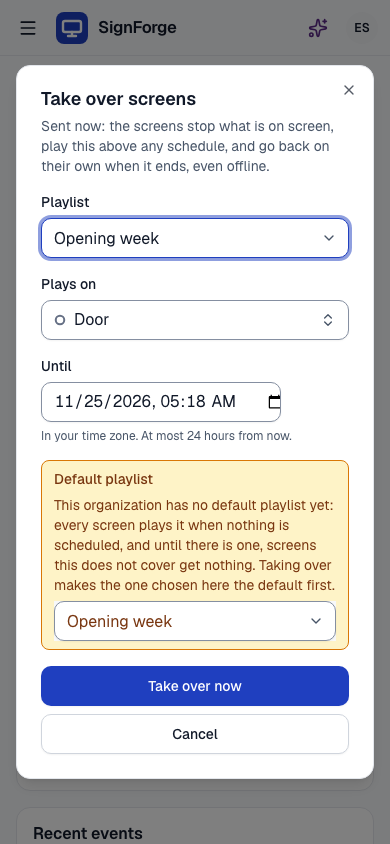 SignForge
ES
Take over screens
Sent now: the screens stop what is on screen,
play this above any schedule, and go back on
their own when it ends, even offline.
Playlist
Opening week
Plays on
Door
Until
11/25/2026, 05:18 AM
In your time zone. At most 24 hours from now.
Default playlist
This organization has no default playlist yet:
every screen plays it when nothing is
scheduled, and until there is one, screens
this does not cover get nothing. Taking over
makes the one chosen here the default first.
Opening week
Take over now
Cancel
Recent events